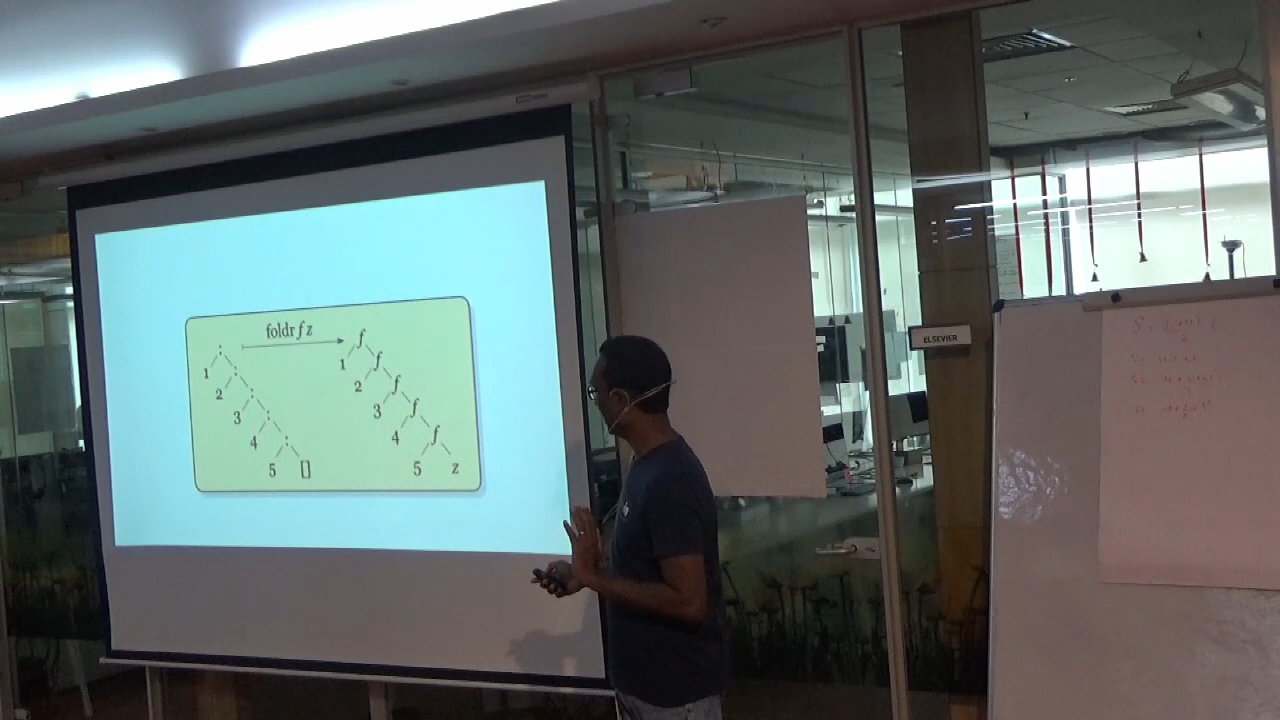 foldr f z
: f
1 : 1 f
2 : 2 f
3 : 3 f
4 : 4 f
5 [] 5 z
ELSEVIER